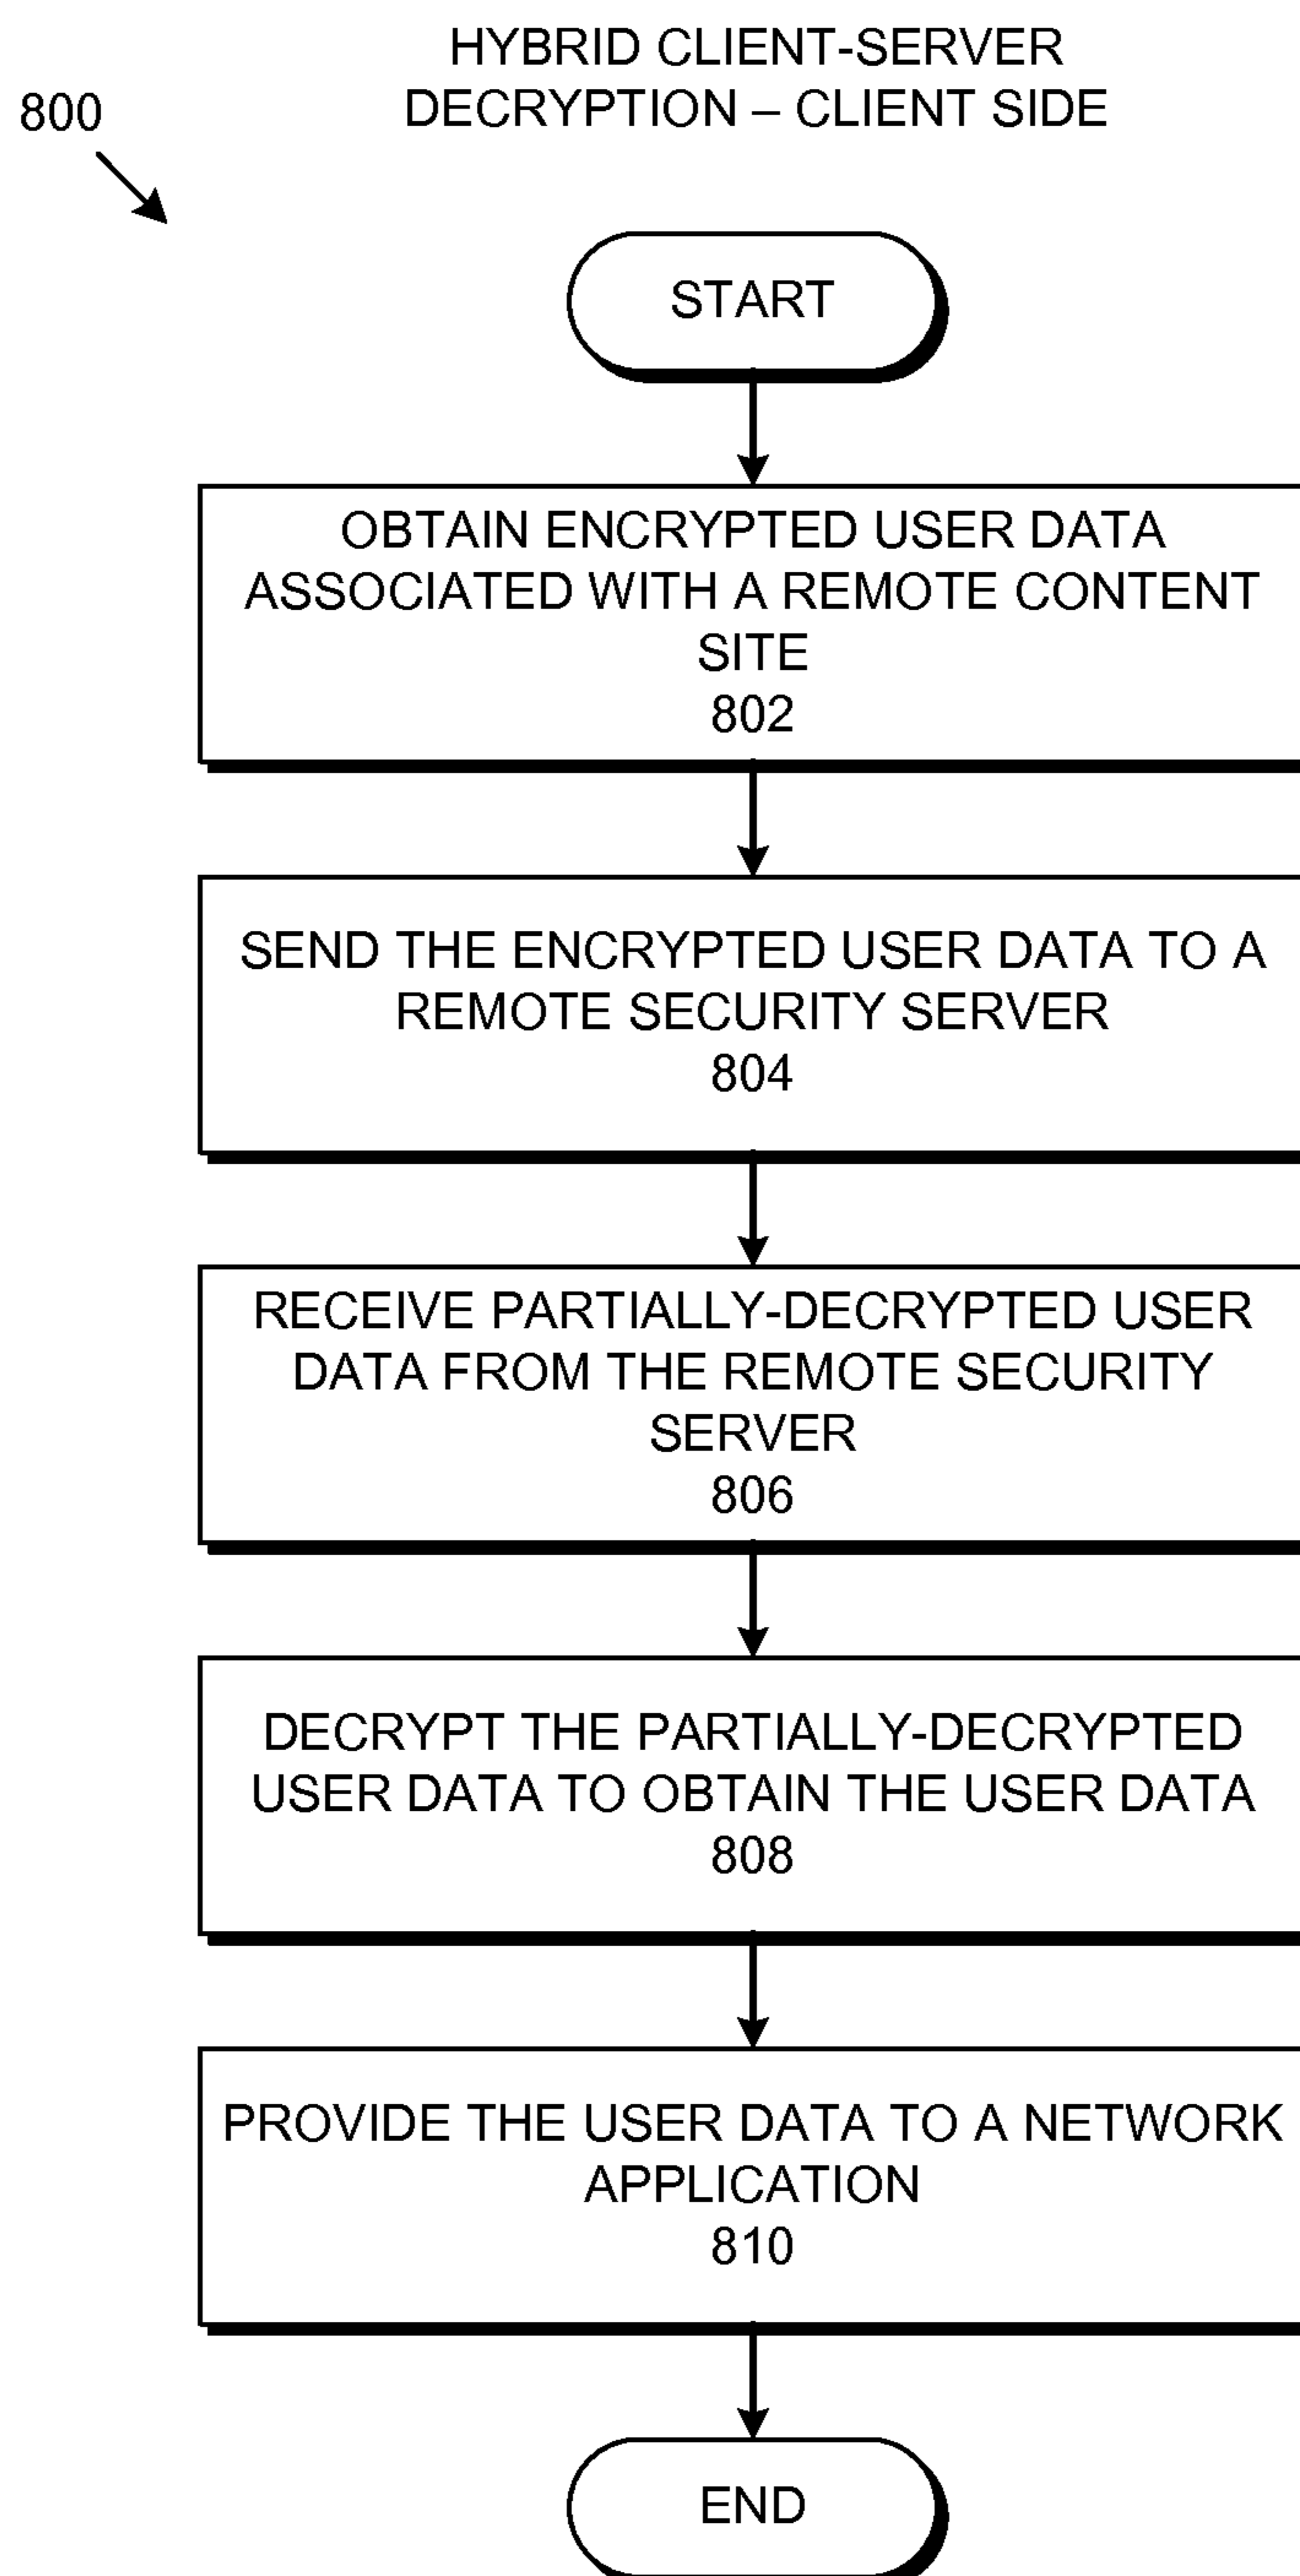 HYBRID CLIENT-SERVER
DECRYPTION – CLIENT SIDE
800
START
OBTAIN ENCRYPTED USER DATA
ASSOCIATED WITH A REMOTE CONTENT
SITE
802
SEND THE ENCRYPTED USER DATA TO A
REMOTE SECURITY SERVER
804
RECEIVE PARTIALLY-DECRYPTED USER
DATA FROM THE REMOTE SECURITY
SERVER
806
DECRYPT THE PARTIALLY-DECRYPTED
USER DATA TO OBTAIN THE USER DATA
808
PROVIDE THE USER DATA TO A NETWORK
APPLICATION
810
END